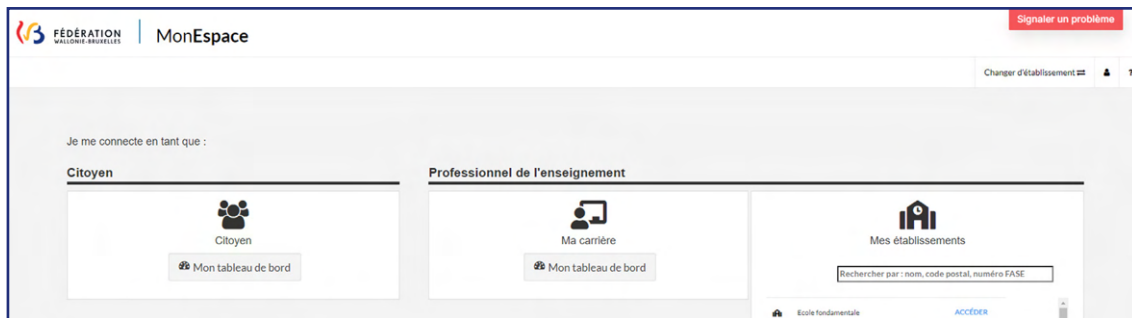 Signaler un problème
FÉDÉRATION
WALLONIE-BRUXELLES
MonEspace
Changer d'établissement
?
Je me connecte en tant que :
Citoyen
Professionnel de l'enseignement
Citoyen
Mon tableau de bord
Ma carrière
Mon tableau de bord
Mes établissements
Rechercher par : nom, code postal, numéro FASE
Ecole fondamentale
ACCÉDER